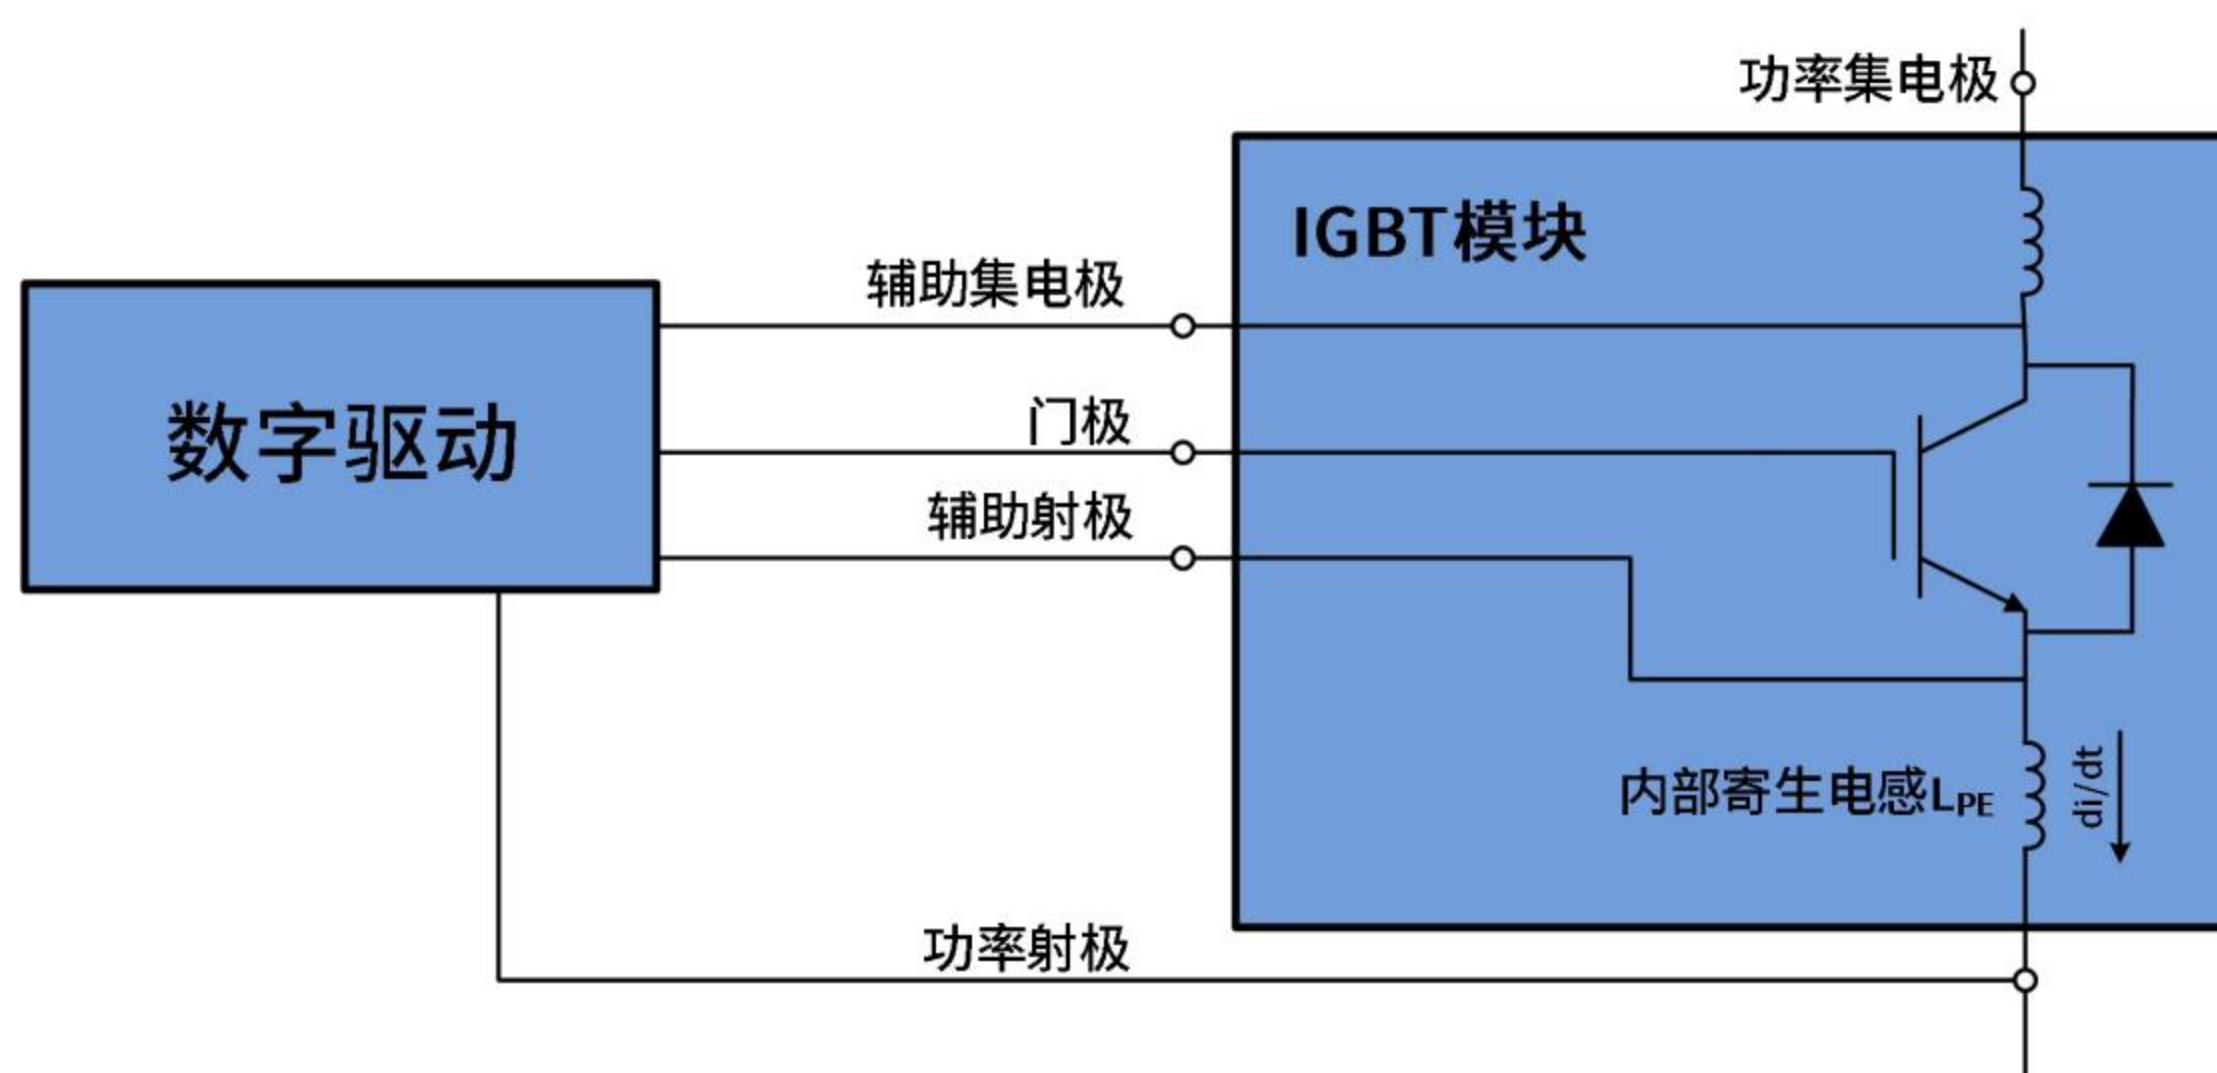 功率集电极
IGBT模块
辅助集电极
数字驱动
门极
辅助射极
内部寄生电感LPE
di/dt
功率射极